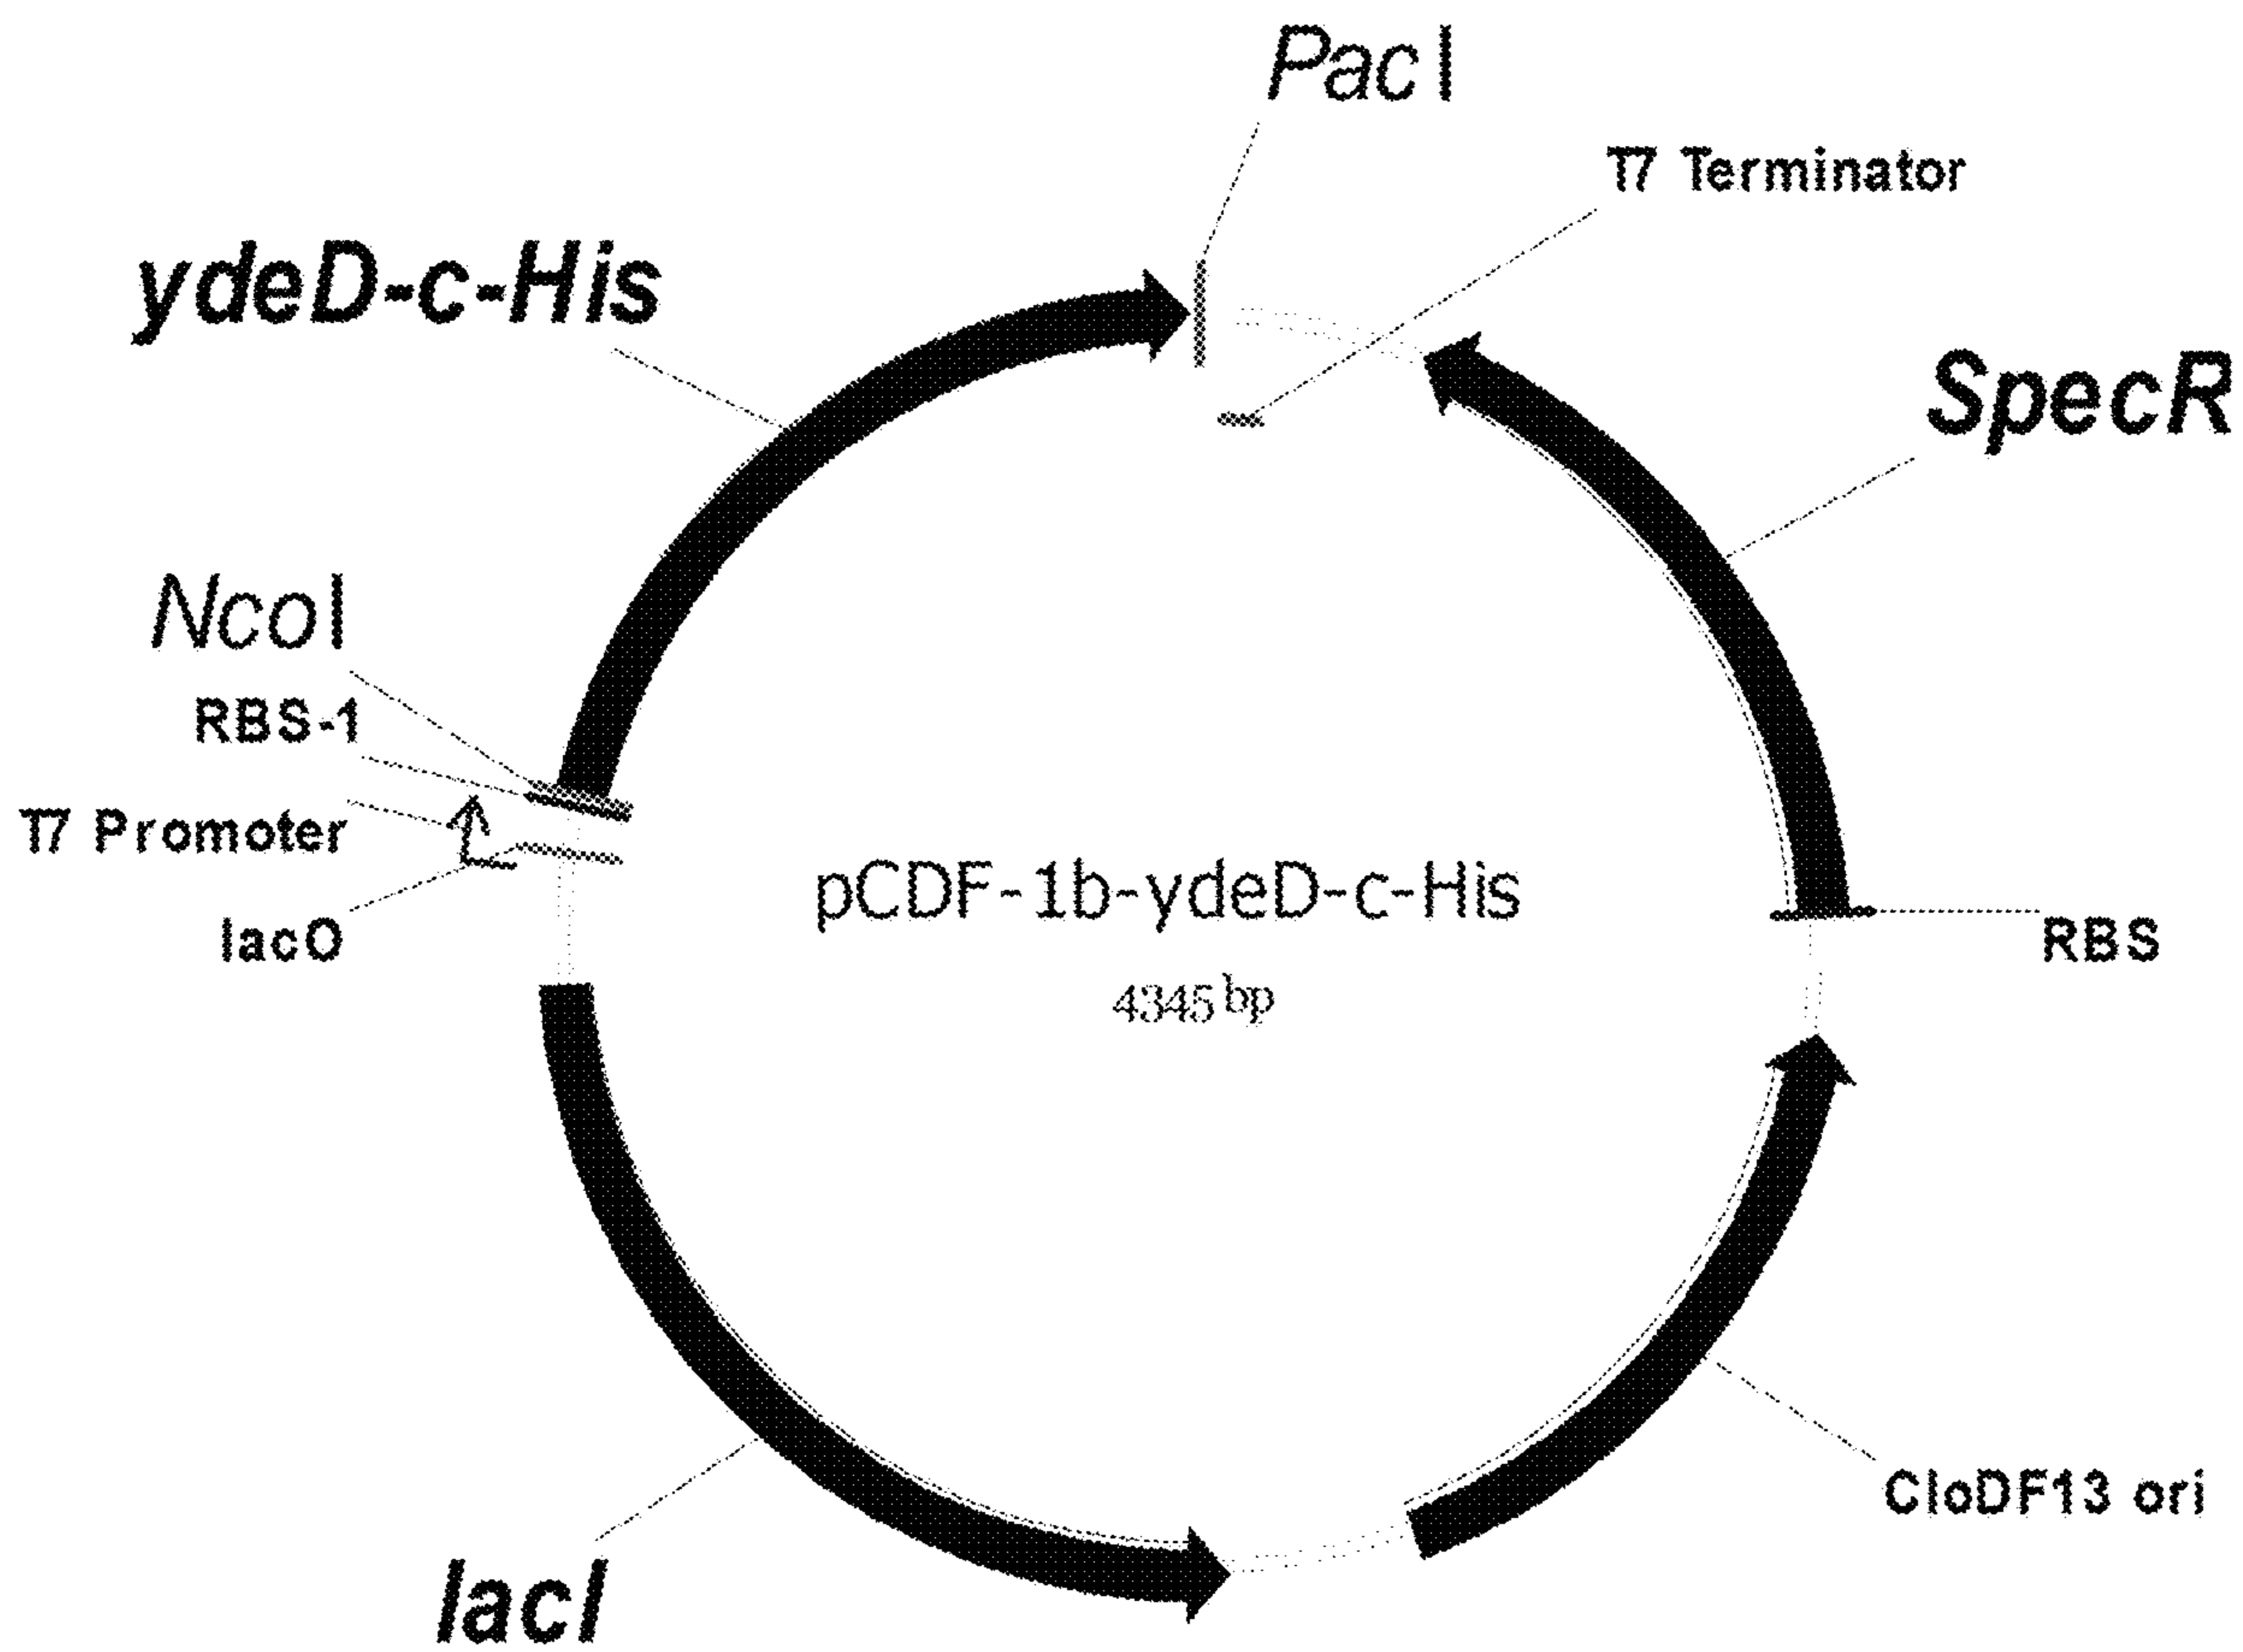 Pac I
T7 Terminator
ydeD-c-His
SpecR
NcoI
RBS-1
T7 Promoter
lacO
pCDF-1b-ydeD-c-His
4345 bp
RBS
CloDF13 ori
lacI